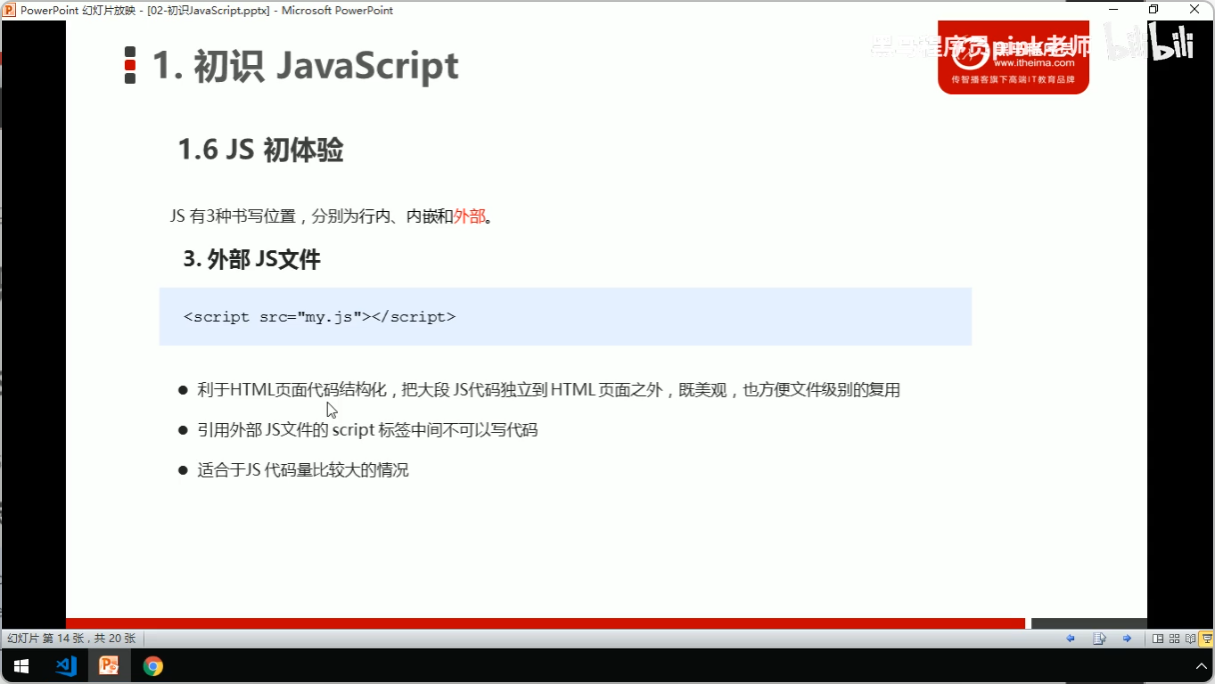 PowerPoint 幻灯片放映 - [02-初识JavaScript.pptx] - Microsoft PowerPoint
1. 初识 JavaScript
黑马程序员pink老师
bilibili
www.itheima.com
传智播客旗下高端IT教育品牌
1.6 JS 初体验
JS 有3种书写位置，分别为行内、内嵌和外部。
3. 外部 JS文件
<script src="my.js"></script>
● 利于HTML页面代码结构化，把大段 JS代码独立到 HTML 页面之外，既美观，也方便文件级别的复用
● 引用外部 JS文件的 script 标签中间不可以写代码
● 适合于JS 代码量比较大的情况
幻灯片 第 14 张，共 20 张